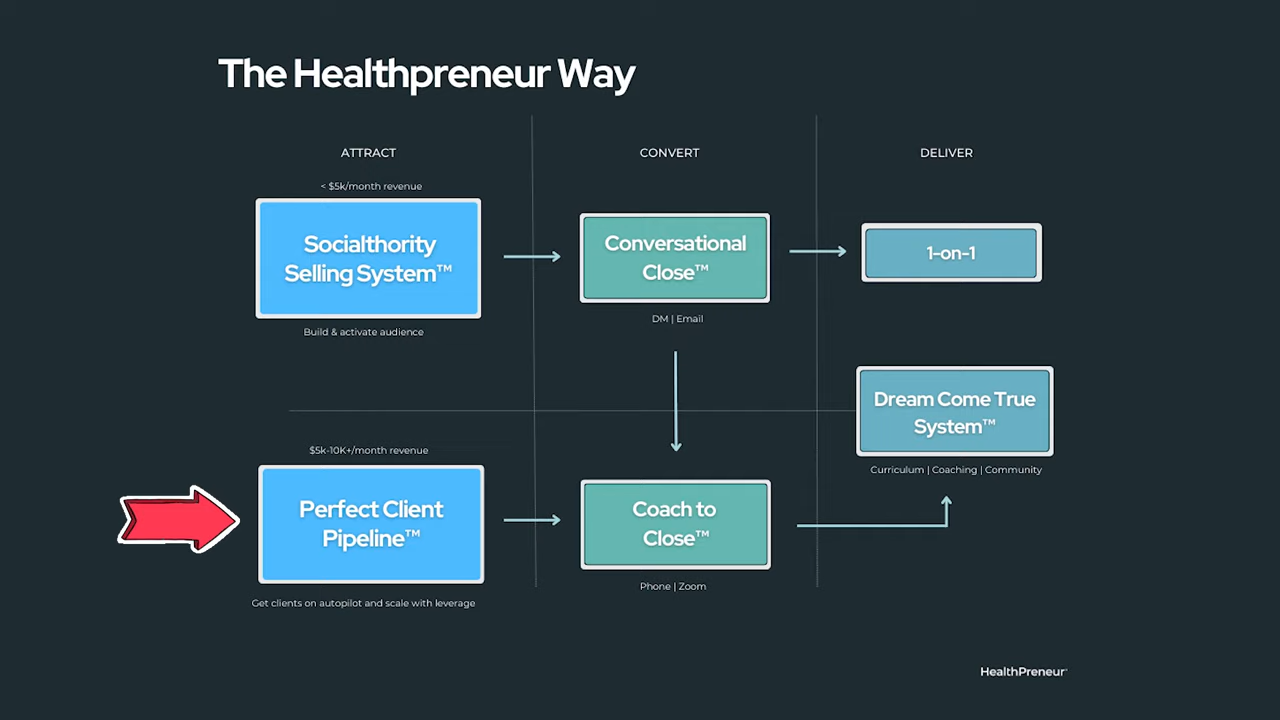 The Healthpreneur Way
ATTRACT
CONVERT
DELIVER
< $5k/month revenue
Socialthority
Selling System™
Build & activate audience
Conversational
Close™
DM | Email
1-on-1
Dream Come True
System™
Curriculum | Coaching | Community
$5k-10K+/month revenue
Perfect Client
Pipeline™
Get clients on autopilot and scale with leverage
Coach to
Close™
Phone | Zoom
HealthPreneur